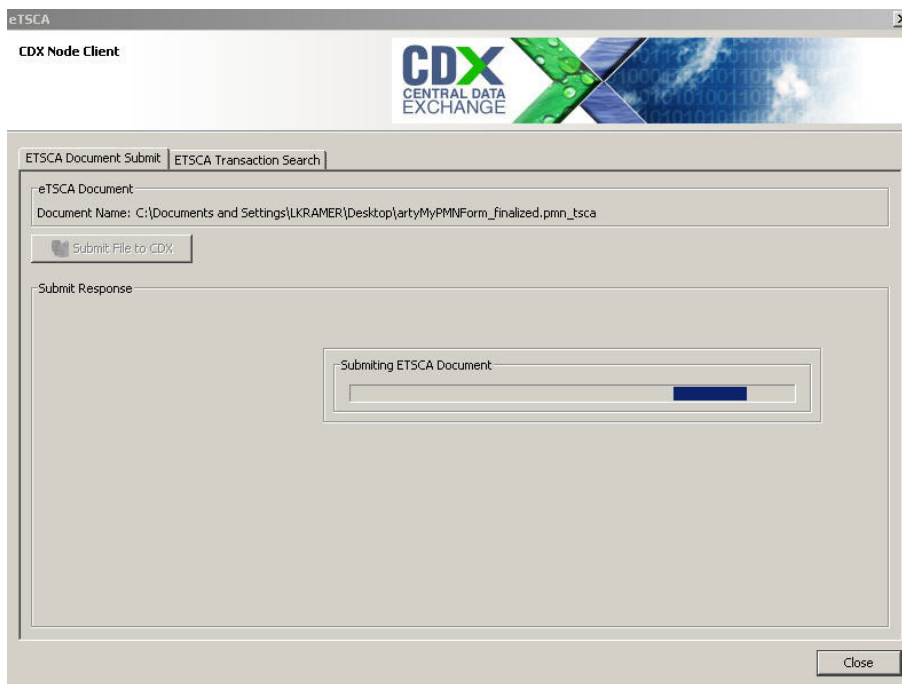 eTSCA
CDX Node Client
CDX
CENTRAL DATA
EXCHANGE
ETSCA Document Submit
ETSCA Transaction Search
eTSCA Document
Document Name: C:\Documents and Settings\LKRAMER\Desktop\artyMyPMNForm_finalized.pmn_tsca
Submit File to CDX
Submit Response
Submiting ETSCA Document
Close